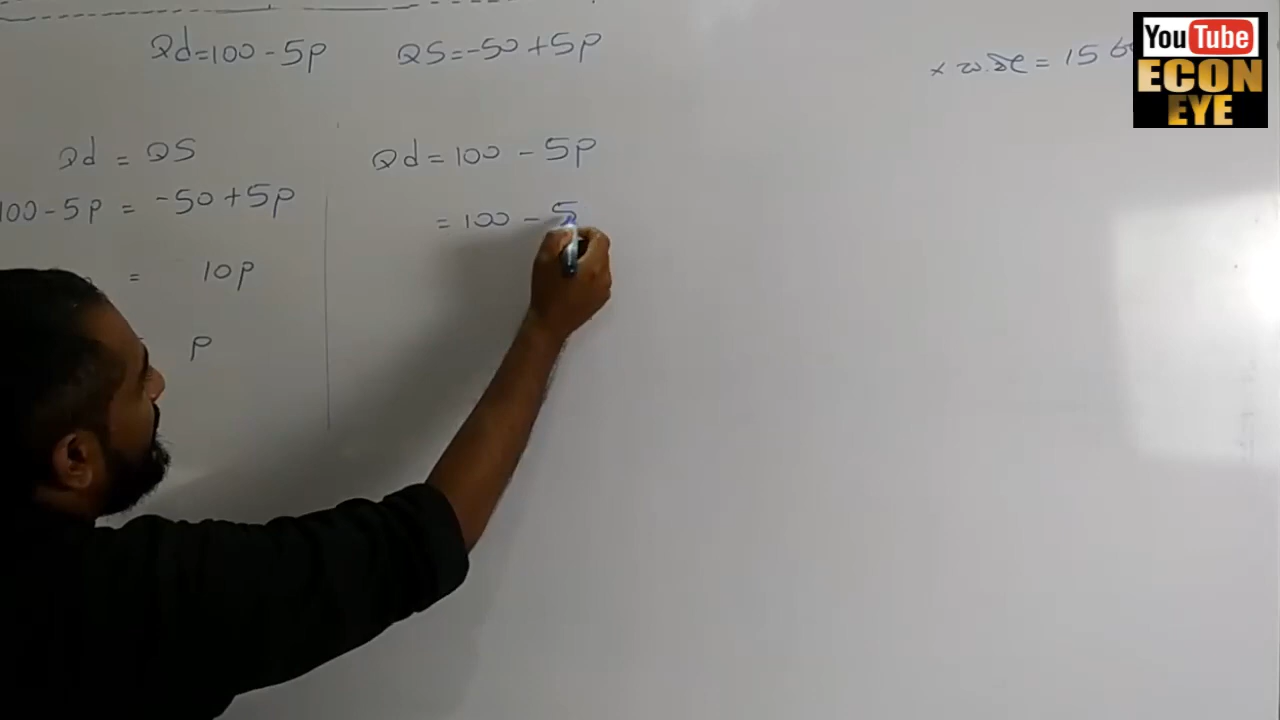 Qd=100-5p QS=-50+5p
= 15
You Tube
ECON
EYE
Qd = QS
100-5p = -50+5p
= 10p
p
Qd = 100 - 5p
= 100 - 5